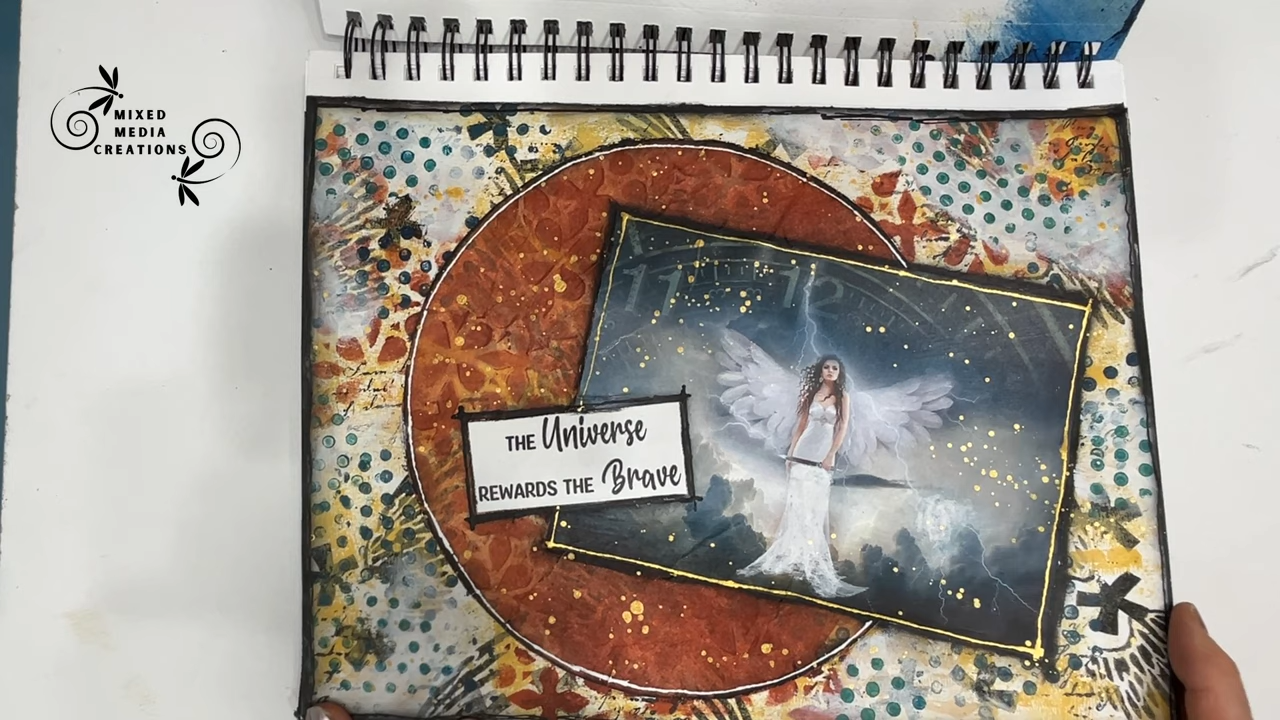 MIXED
MEDIA
CREATIONS
11 12
THE Universe
REWARDS THE Brave